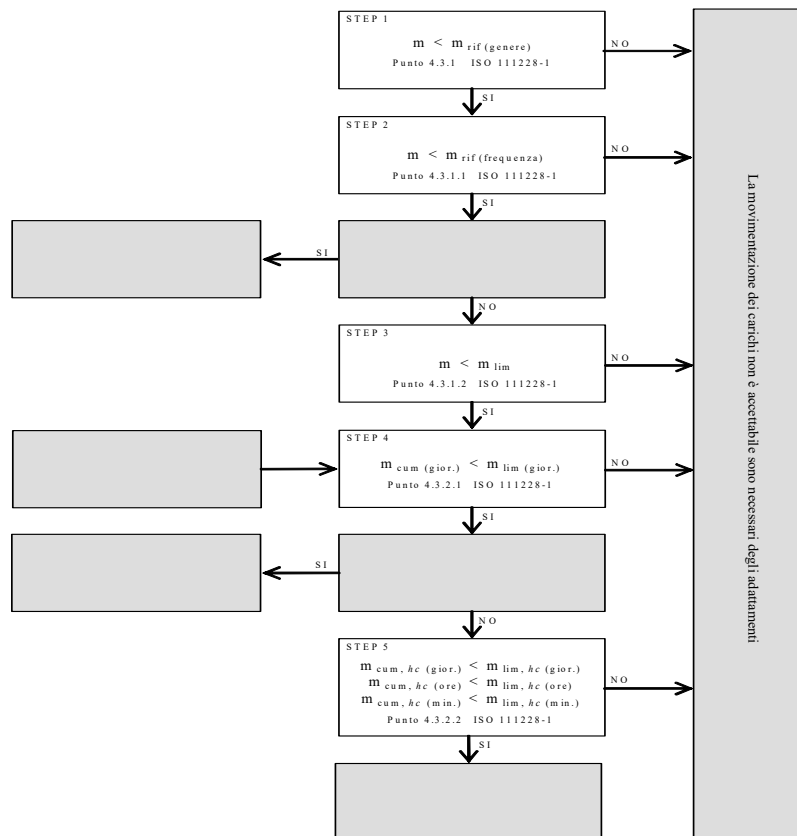 STEP 1
m < m rif (genere)
Punto 4.3.1 ISO 111228-1
NO
SI
STEP 2
m < m rif (frequenza)
Punto 4.3.1.1 ISO 111228-1
NO
SI
SI
NO
STEP 3
m < m lim
Punto 4.3.1.2 ISO 111228-1
NO
SI
STEP 4
m cum (gior.) < m lim (gior.)
Punto 4.3.2.1 ISO 111228-1
NO
SI
SI
NO
STEP 5
m cum, hc (gior.) < m lim, hc (gior.)
m cum, hc (ore) < m lim, hc (ore)
m cum, hc (min.) < m lim, hc (min.)
Punto 4.3.2.2 ISO 111228-1
NO
SI
La movimentazione dei carichi non è accettabile sono necessari degli adattamenti